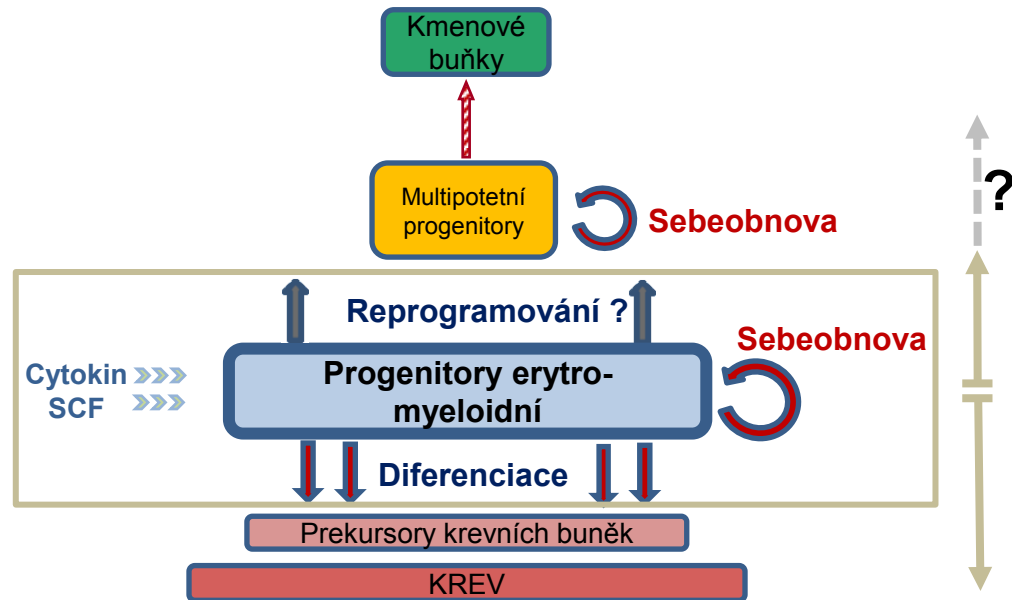 Kmenové
buňky
Multipotetní
progenitory
Sebeobnova
?
Reprogramování ?
Sebeobnova
Cytokin
SCF
Progenitory erytro-
myeloidní
Diferenciace
Prekursory krevních buněk
KREV